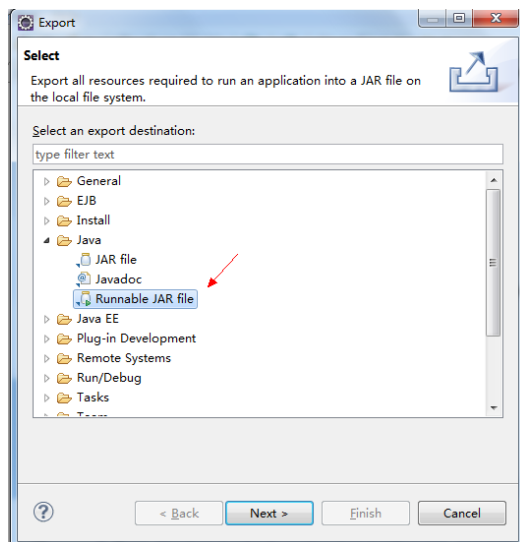 Export
Select
Export all resources required to run an application into a JAR file on
the local file system.
Select an export destination:
type filter text
General
EJB
Install
Java
JAR file
Javadoc
Runnable JAR file
Java EE
Plug-in Development
Remote Systems
Run/Debug
Tasks
Team
< Back Next > Finish Cancel